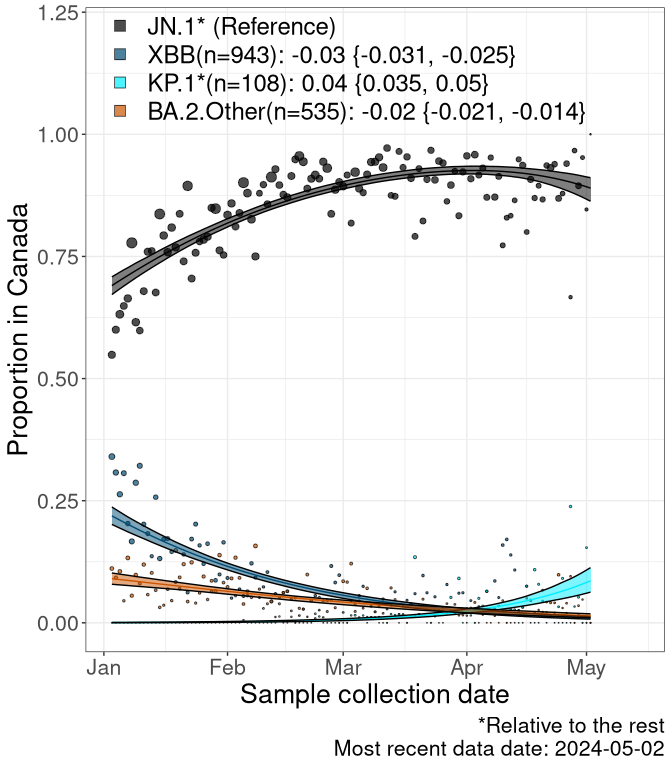 1.25
1.00
0.75
0.50
0.25
0.00
Proportion in Canada
JN.1* (Reference)
XBB(n=943): -0.03 {-0.031, -0.025}
KP.1*(n=108): 0.04 {0.035, 0.05}
BA.2.Other(n=535): -0.02 {-0.021, -0.014}
Jan Feb Mar Apr May
Sample collection date
*Relative to the rest
Most recent data date: 2024-05-02